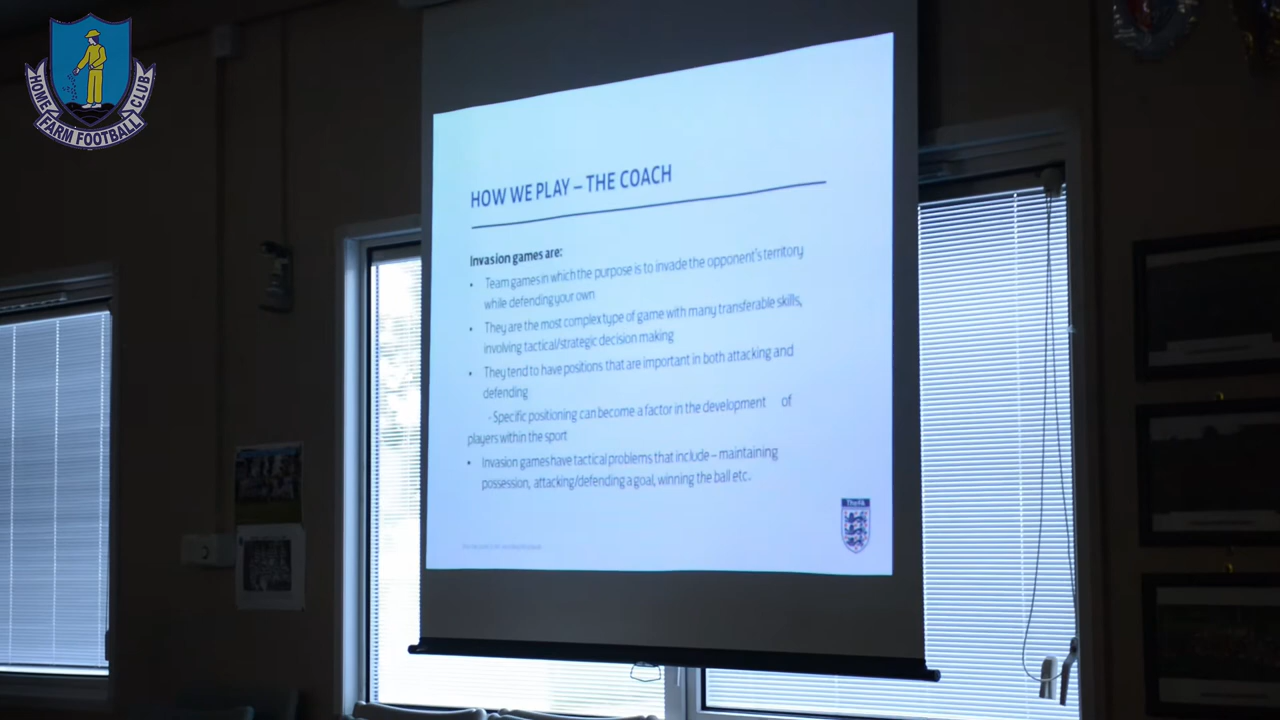 HOME FARM FOOTBALL CLUB
HOW WE PLAY – THE COACH
Invasion games are:
• Team games in which the purpose is to invade the opponent's territory
while defending your own
• They are the most complex type of game with many transferable skills,
involving tactical/strategic decision making
• They tend to have positions that are important in both attacking and
defending
- Specific positioning can become a factor in the development of
players within the sport
• Invasion games have tactical problems that include – maintaining
possession, attacking/defending a goal, winning the ball etc.
The FA